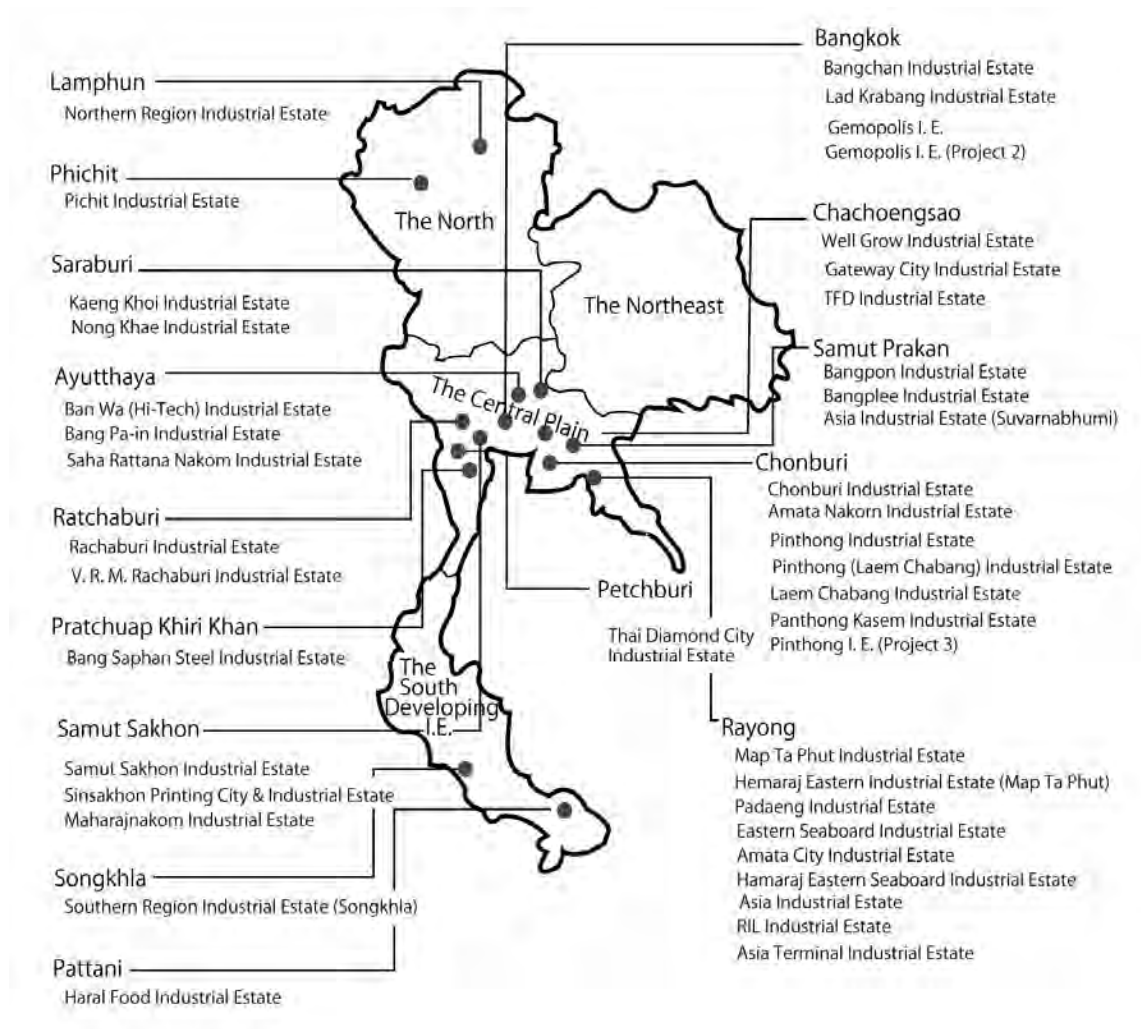 Lamphun
Northern Region Industrial Estate
Phichit
Pichit Industrial Estate
Saraburi
Kaeng Khoi Industrial Estate
Nong Khae Industrial Estate
Ayutthaya
Ban Wa (Hi-Tech) Industrial Estate
Bang Pa-in Industrial Estate
Saha Rattana Nakom Industrial Estate
Ratchaburi
Rachaburi Industrial Estate
V. R. M. Rachaburi Industrial Estate
Pratchuap Khiri Khan
Bang Saphan Steel Industrial Estate
Samut Sakhon
Samut Sakhon Industrial Estate
Sinsakhon Printing City & Industrial Estate
Maharajnakom Industrial Estate
Songkhla
Southern Region Industrial Estate (Songkhla)
Pattani
Haral Food Industrial Estate
The North
The Northeast
The Central Plain
The
South
Developing
I.E.
Bangkok
Bangchan Industrial Estate
Lad Krabang Industrial Estate
Gemopolis I. E.
Gemopolis I. E. (Project 2)
Chachoengsao
Well Grow Industrial Estate
Gateway City Industrial Estate
TFD Industrial Estate
Samut Prakan
Bangpon Industrial Estate
Bangplee Industrial Estate
Asia Industrial Estate (Suvarnabhumi)
Chonburi
Chonburi Industrial Estate
Amata Nakorn Industrial Estate
Pinthong Industrial Estate
Pinthong (Laem Chabang) Industrial Estate
Laem Chabang Industrial Estate
Panthong Kasem Industrial Estate
Pinthong I. E. (Project 3)
Petchburi
Thai Diamond City
Industrial Estate
Rayong
Map Ta Phut Industrial Estate
Hemaraj Eastern Industrial Estate (Map Ta Phut)
Padaeng Industrial Estate
Eastern Seaboard Industrial Estate
Amata City Industrial Estate
Hamaraj Eastern Seaboard Industrial Estate
Asia Industrial Estate
RIL Industrial Estate
Asia Terminal Industrial Estate